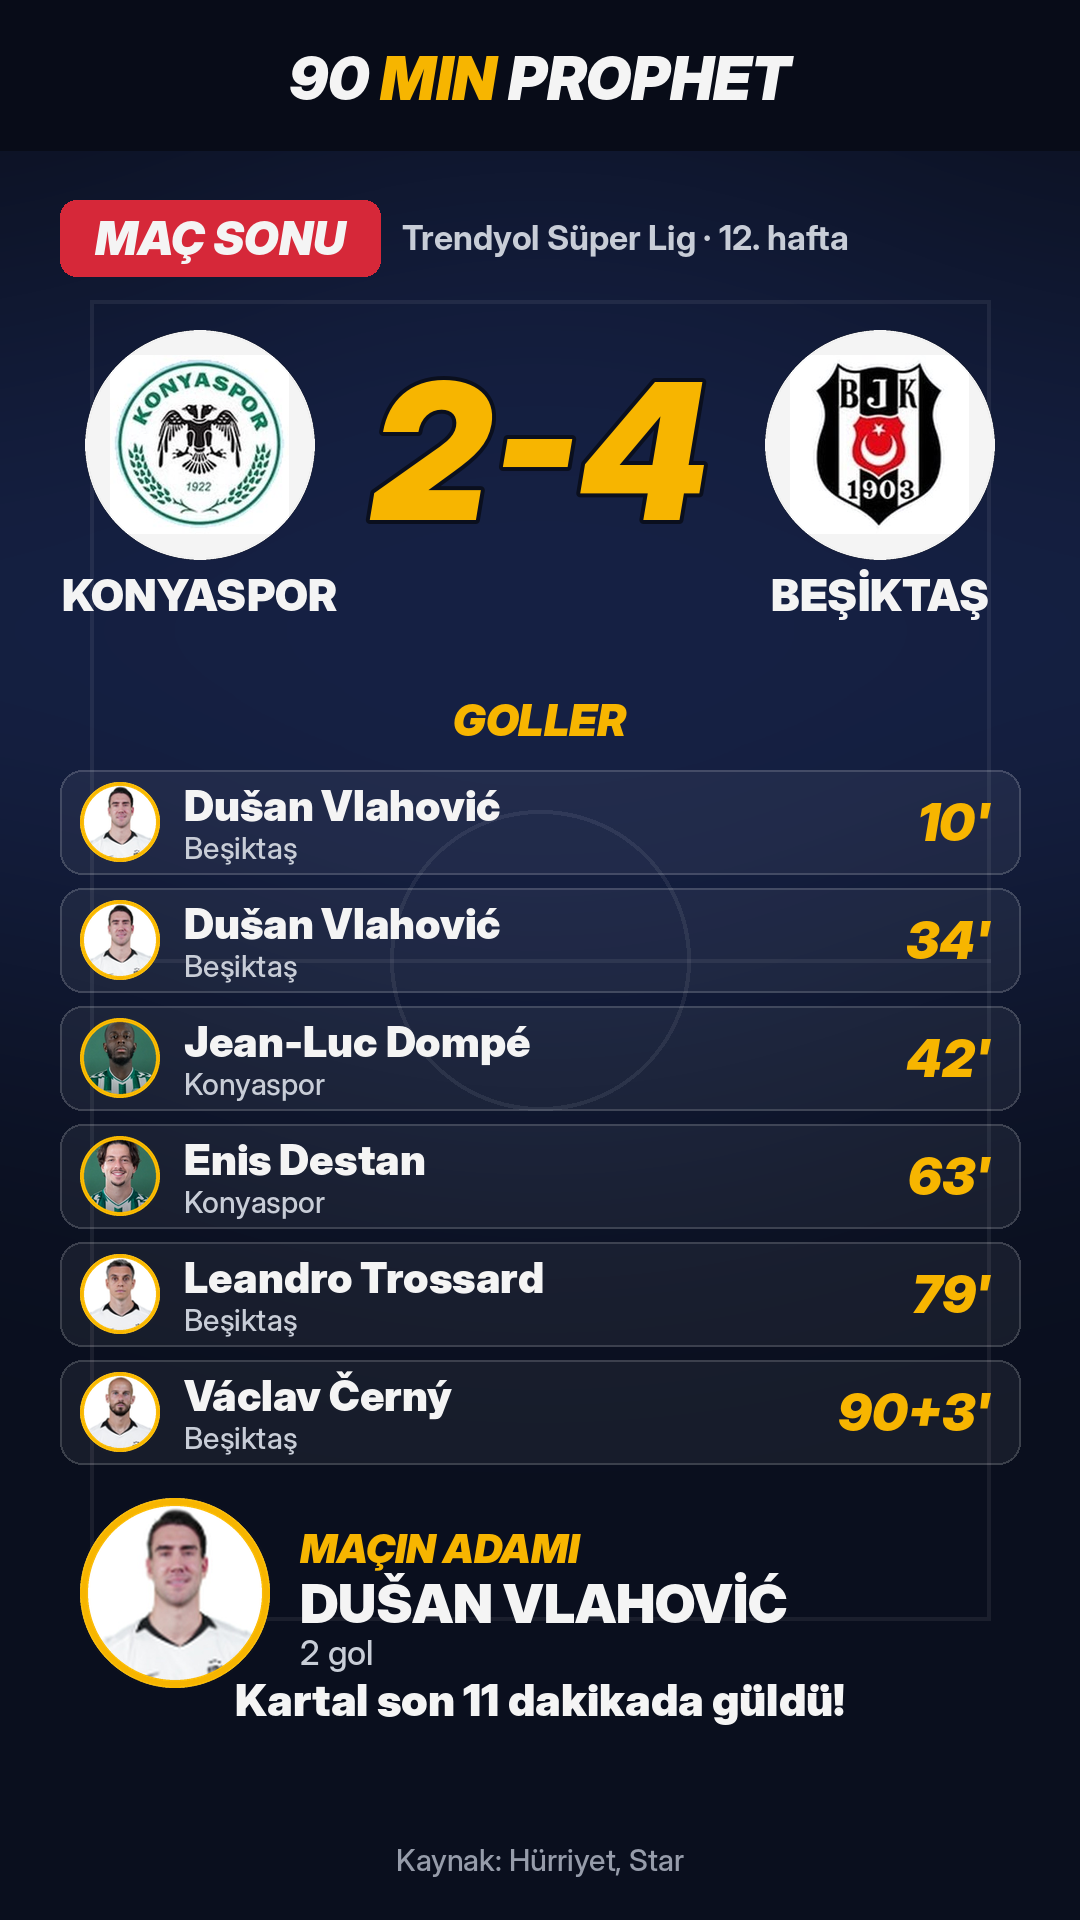 90 MIN PROPHET
MAÇ SONU
Trendyol Süper Lig · 12. hafta
KONYASPOR
1922
2-4
BJK
1903
KONYASPOR
BEŞİKTAŞ
GOLLER
Dušan Vlahović
Beşiktaş
10'
Dušan Vlahović
Beşiktaş
34'
Jean-Luc Dompé
Konyaspor
42'
Enis Destan
Konyaspor
63'
Leandro Trossard
Beşiktaş
79'
Václav Černý
Beşiktaş
90+3'
MAÇIN ADAMI
DUŠAN VLAHOVİĆ
2 gol
Kartal son 11 dakikada güldü!
Kaynak: Hürriyet, Star